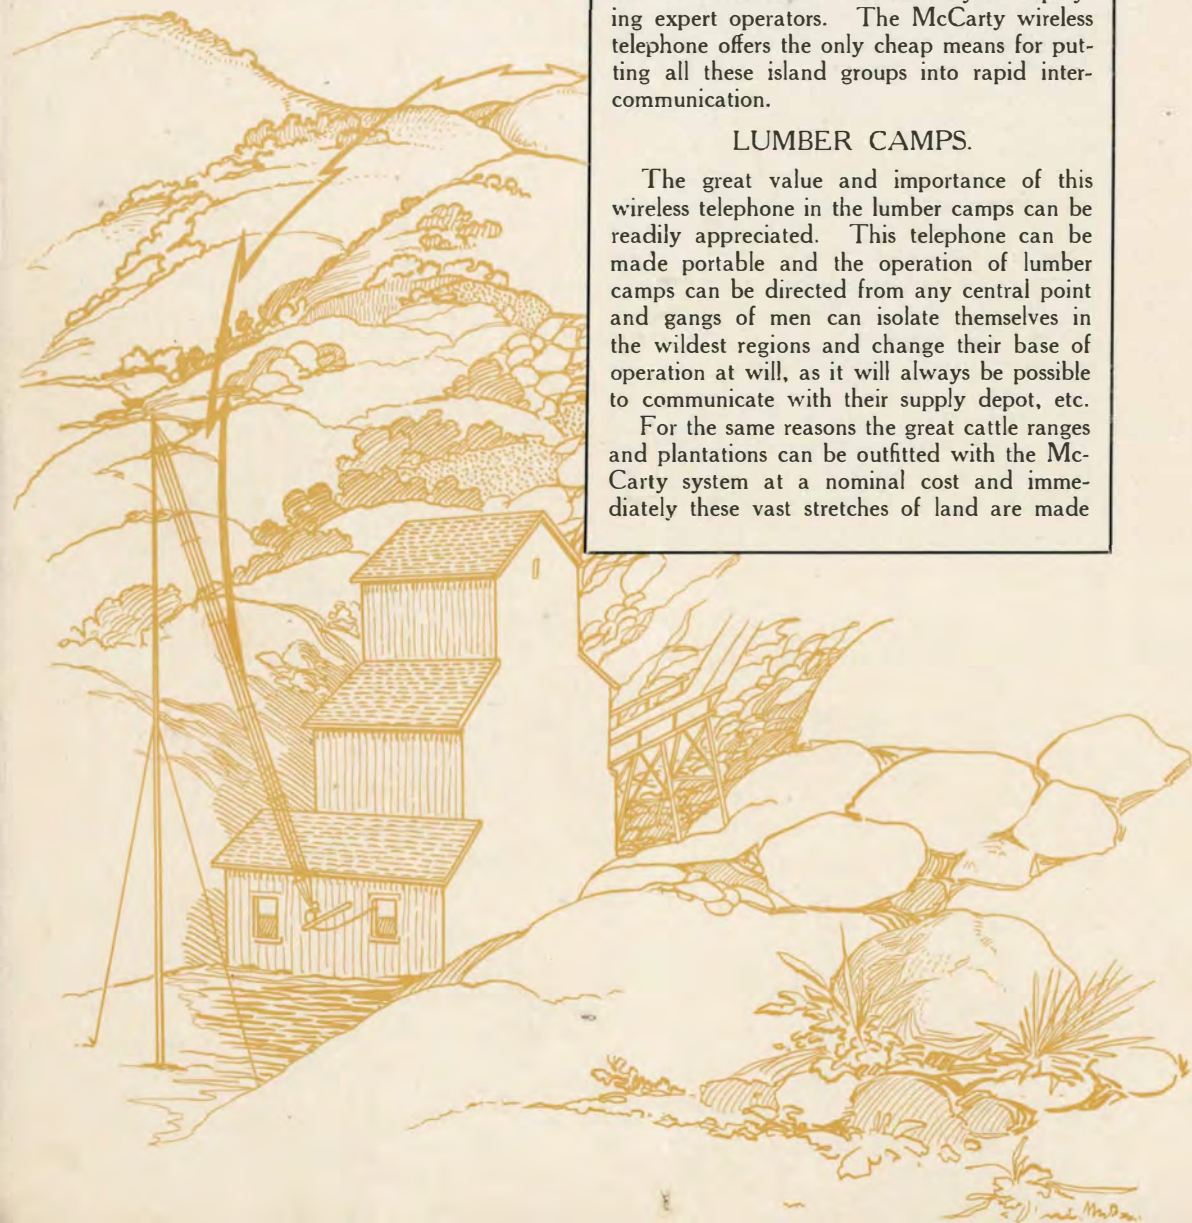 ing expert operators. The McCarty wireless
telephone offers the only cheap means for put-
ting all these island groups into rapid inter-
communication.
LUMBER CAMPS.
The great value and importance of this
wireless telephone in the lumber camps can be
readily appreciated. This telephone can be
made portable and the operation of lumber
camps can be directed from any central point
and gangs of men can isolate themselves in
the wildest regions and change their base of
operation at will, as it will always be possible
to communicate with their supply depot, etc.
For the same reasons the great cattle ranges
and plantations can be outfitted with the Mc-
Carty system at a nominal cost and imme-
diately these vast stretches of land are made